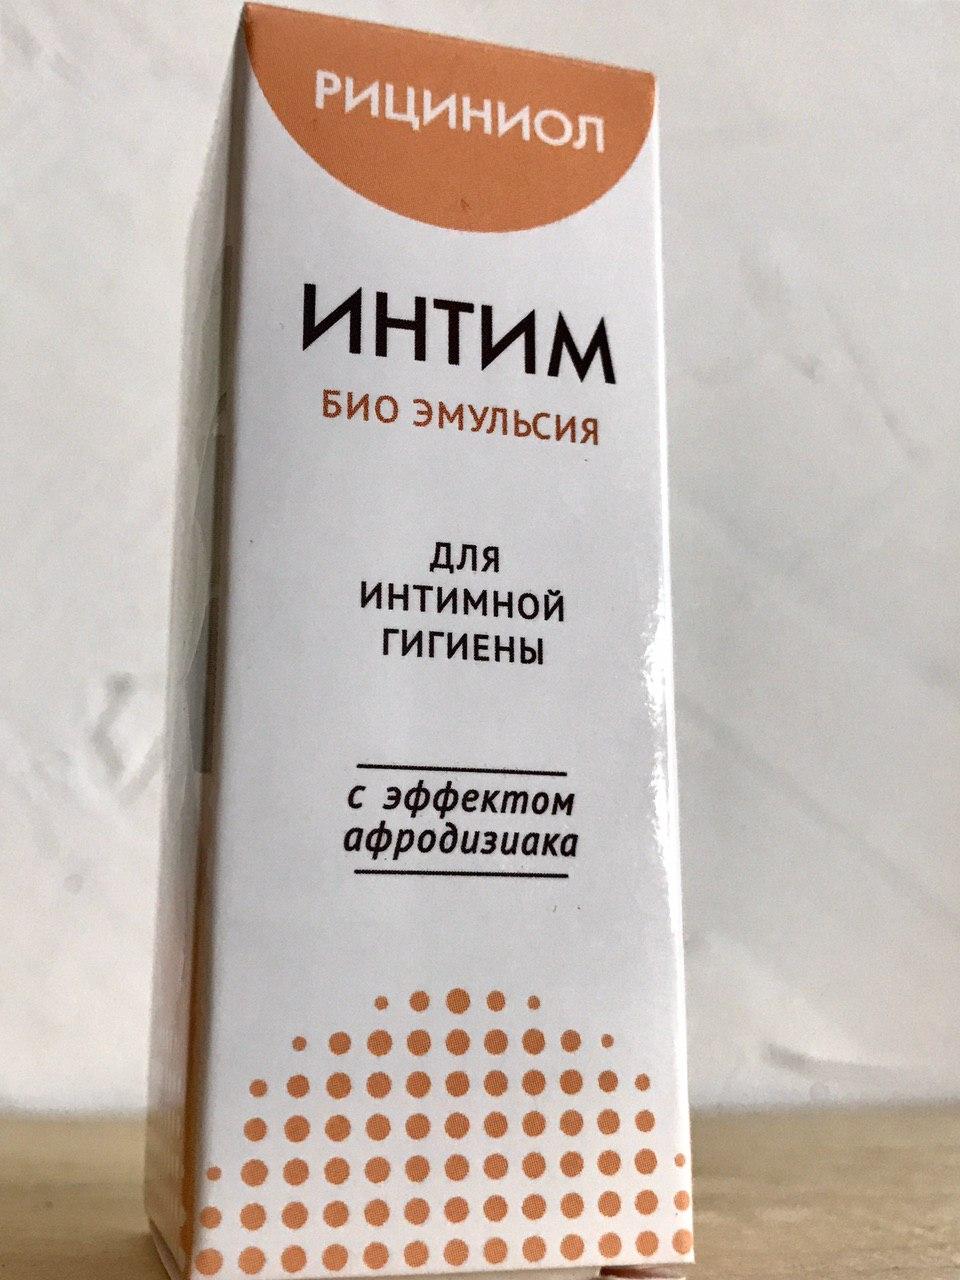 РИЦИНИОЛ
ИНТИМ
БИО ЭМУЛЬСИЯ
ДЛЯ
ИНТИМНОЙ
ГИГИЕНЫ
с эффектом
афродизиака